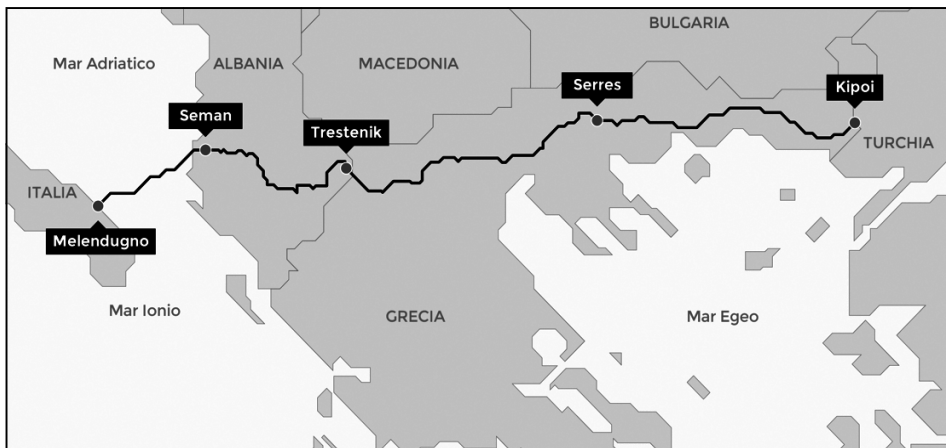 BULGARIA
Mar Adriatico
ALBANIA
MACEDONIA
Serres
Kipoi
Seman
Trestenik
TURCHIA
ITALIA
Melendugno
Mar Ionio
GRECIA
Mar Egeo